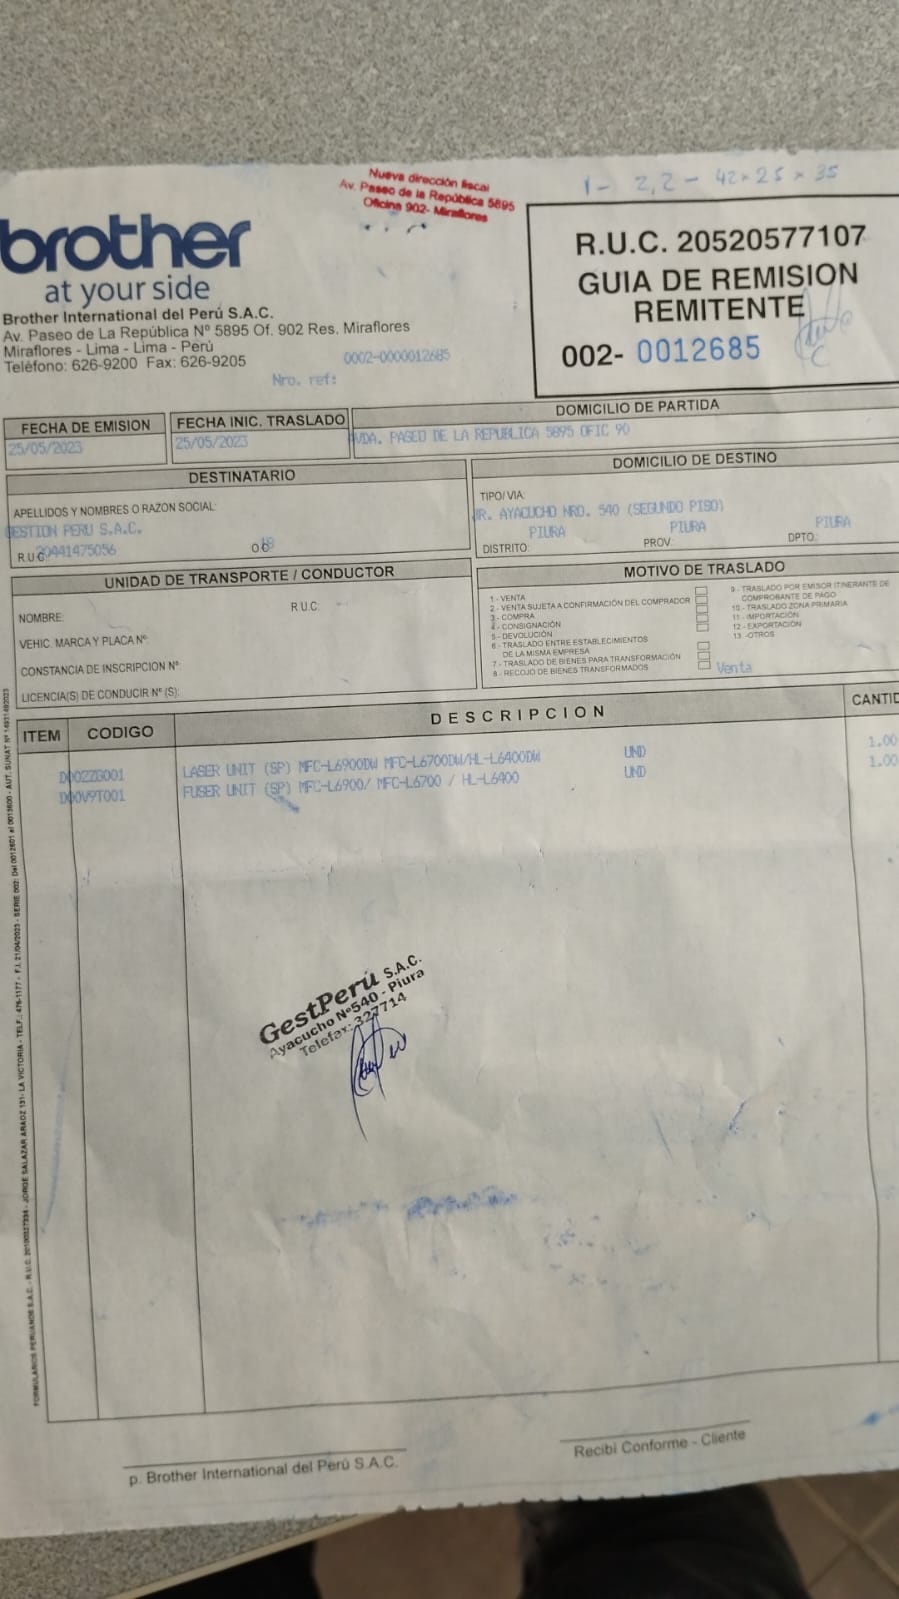 Nueva dirección fiscal
Av. Paseo de la República 5895
Oficina 902- Miraflores
1 - 2,2 - 42 x 25 x 35
brother
at your side
Brother International del Perú S.A.C.
Av. Paseo de La República Nº 5895 Of. 902 Res. Miraflores
Miraflores - Lima - Lima - Perú
Teléfono: 626-9200 Fax: 626-9205
0002-0000012685
Nro. ref:
R.U.C. 20520577107
GUIA DE REMISION
REMITENTE
002- 0012685
FECHA DE EMISION
25/05/2023
FECHA INIC. TRASLADO
25/05/2023
DOMICILIO DE PARTIDA
VDA. PASEO DE LA REPUBLICA 5895 OFIC 90
DESTINATARIO
APELLIDOS Y NOMBRES O RAZON SOCIAL:
GESTION PERU S.A.C.
R.U.C. 20441475056
DOMICILIO DE DESTINO
TIPO/VIA:
JR. AYACUCHO NRO. 540 (SEGUNDO PISO)
PIURA PIURA PIURA
DISTRITO: PROV: DPTO.:
UNIDAD DE TRANSPORTE / CONDUCTOR
NOMBRE: R.U.C.
VEHIC. MARCA Y PLACA Nº:
CONSTANCIA DE INSCRIPCION Nº:
LICENCIA(S) DE CONDUCIR Nº (S):
MOTIVO DE TRASLADO
1 - VENTA
2 - VENTA SUJETA A CONFIRMACIÓN DEL COMPRADOR
3 - COMPRA
4 - CONSIGNACIÓN
5 - DEVOLUCIÓN
6 - TRASLADO ENTRE ESTABLECIMIENTOS
DE LA MISMA EMPRESA
7 - TRASLADO DE BIENES PARA TRANSFORMACIÓN
8 - RECOJO DE BIENES TRANSFORMADOS
9 - TRASLADO POR EMISOR ITINERANTE DE
COMPROBANTE DE PAGO
10 - TRASLADO ZONA PRIMARIA
11 - IMPORTACIÓN
12 - EXPORTACIÓN
13 - OTROS
Venta
ITEM CODIGO DESCRIPCION CANTID
D00ZZG001 LASER UNIT (SP) MFC-L6900DW MFC-L6700DW/HL-L6400DW UND 1.00
D00V9T001 FUSER UNIT (SP) MFC-L6900/ MFC-L6700 / HL-L6400 UND 1.00
GestPerú S.A.C.
Ayacucho Nº540 - Piura
Telefax: 327714
p. Brother International del Perú S.A.C.
Recibí Conforme - Cliente